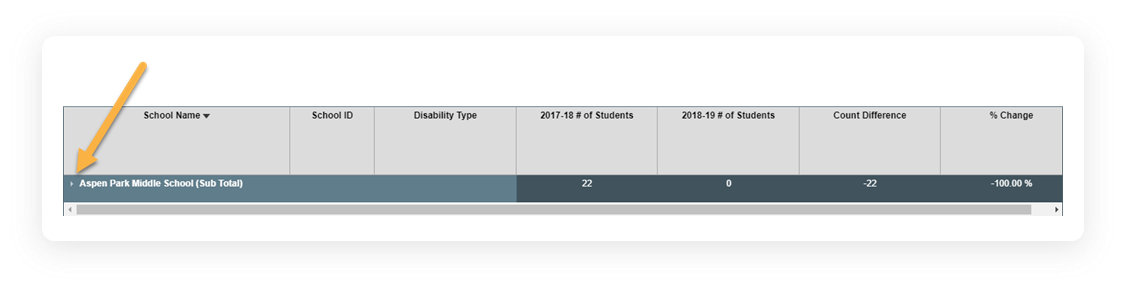 School Name School ID Disability Type 2017-18 # of Students 2018-19 # of Students Count Difference % Change
Aspen Park Middle School (Sub Total) 22 0 -22 -100.00 %